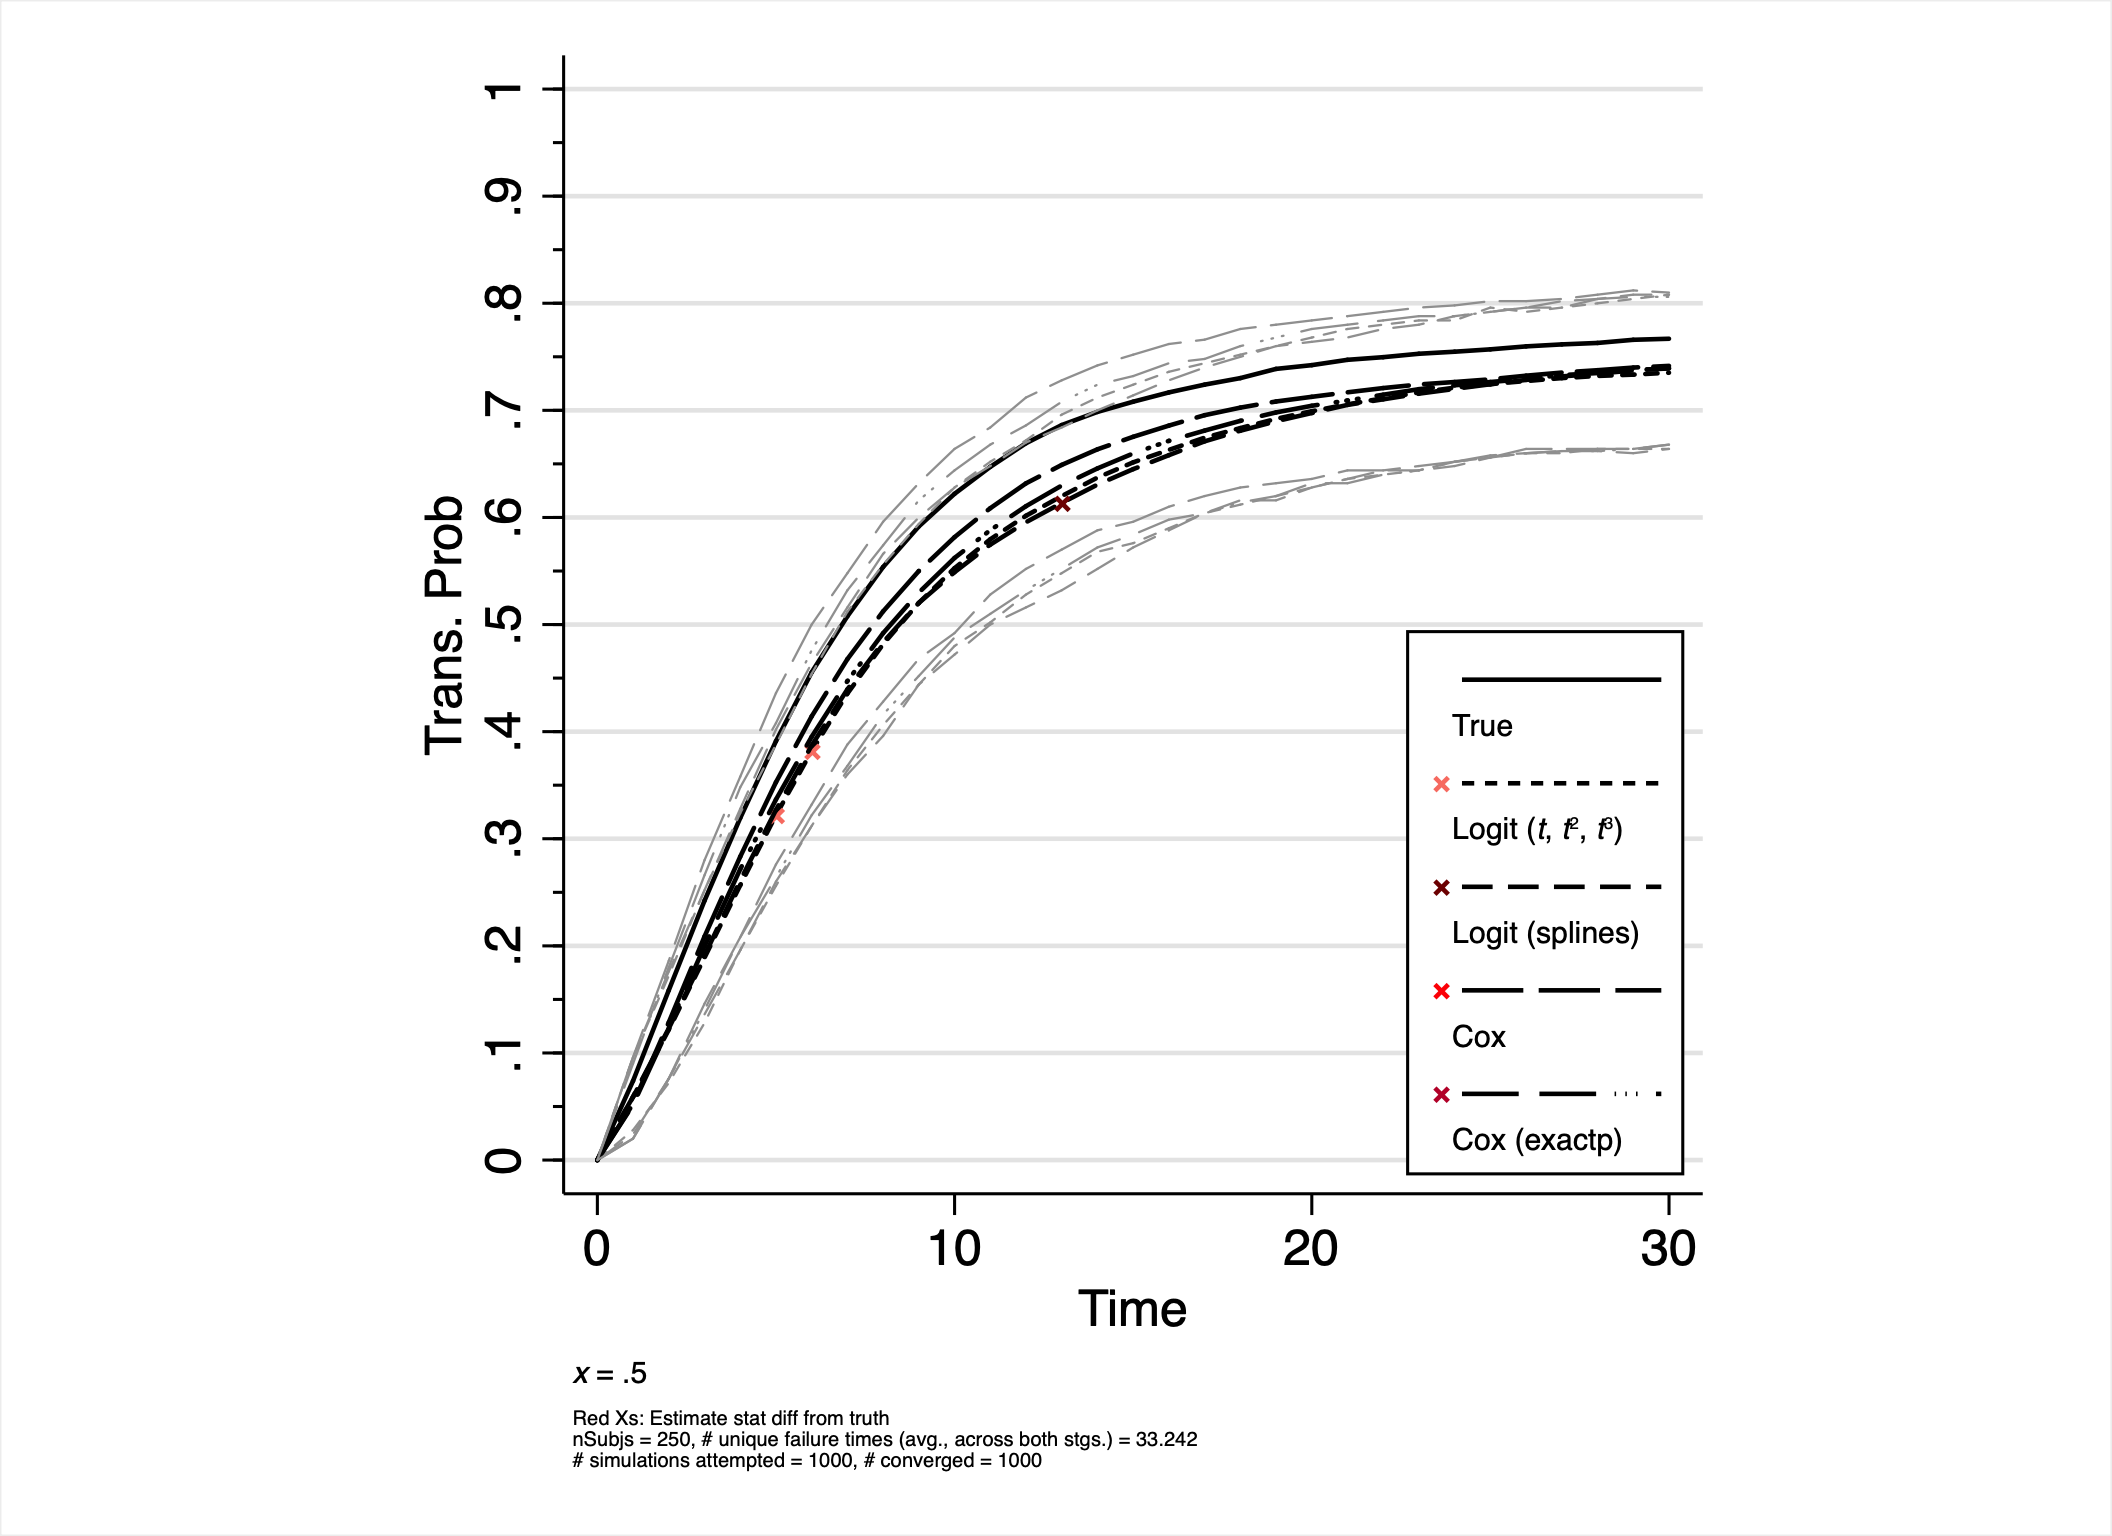 1
.9
.8
.7
.6
.5
.4
.3
.2
.1
0
Trans. Prob
True
Logit (t, t², t³)
Logit (splines)
Cox
Cox (exactp)
0 10 20 30
Time
x = .5
Red Xs: Estimate stat diff from truth
nSubjs = 250, # unique failure times (avg., across both stgs.) = 33.242
# simulations attempted = 1000, # converged = 1000